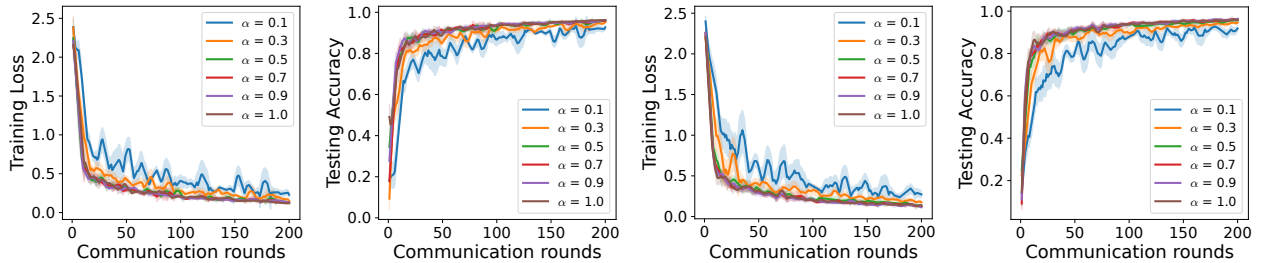 Training Loss
2.5
2.0
1.5
1.0
0.5
0.0
0 50 100 150 200
Communication rounds
α = 0.1
α = 0.3
α = 0.5
α = 0.7
α = 0.9
α = 1.0
Testing Accuracy
1.0
0.8
0.6
0.4
0.2
0.0
0 50 100 150 200
Communication rounds
α = 0.1
α = 0.3
α = 0.5
α = 0.7
α = 0.9
α = 1.0
Training Loss
2.5
2.0
1.5
1.0
0.5
0.0
0 50 100 150 200
Communication rounds
α = 0.1
α = 0.3
α = 0.5
α = 0.7
α = 0.9
α = 1.0
Testing Accuracy
1.0
0.8
0.6
0.4
0.2
0 50 100 150 200
Communication rounds
α = 0.1
α = 0.3
α = 0.5
α = 0.7
α = 0.9
α = 1.0